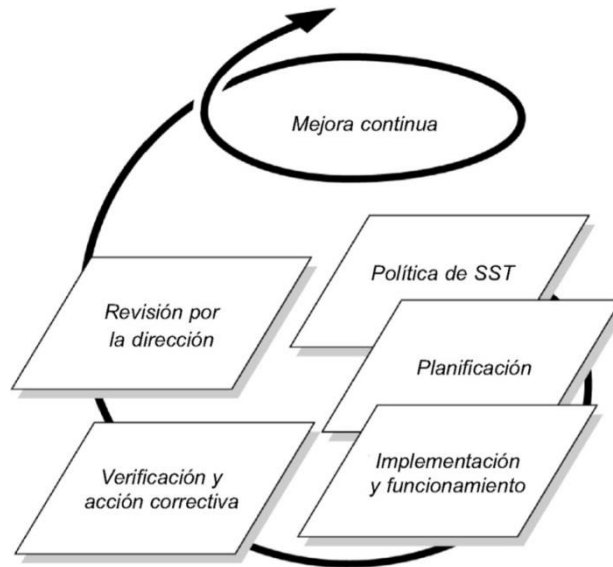 Mejora continua
Política de SST
Planificación
Implementación
y funcionamiento
Verificación y
acción correctiva
Revisión por
la dirección